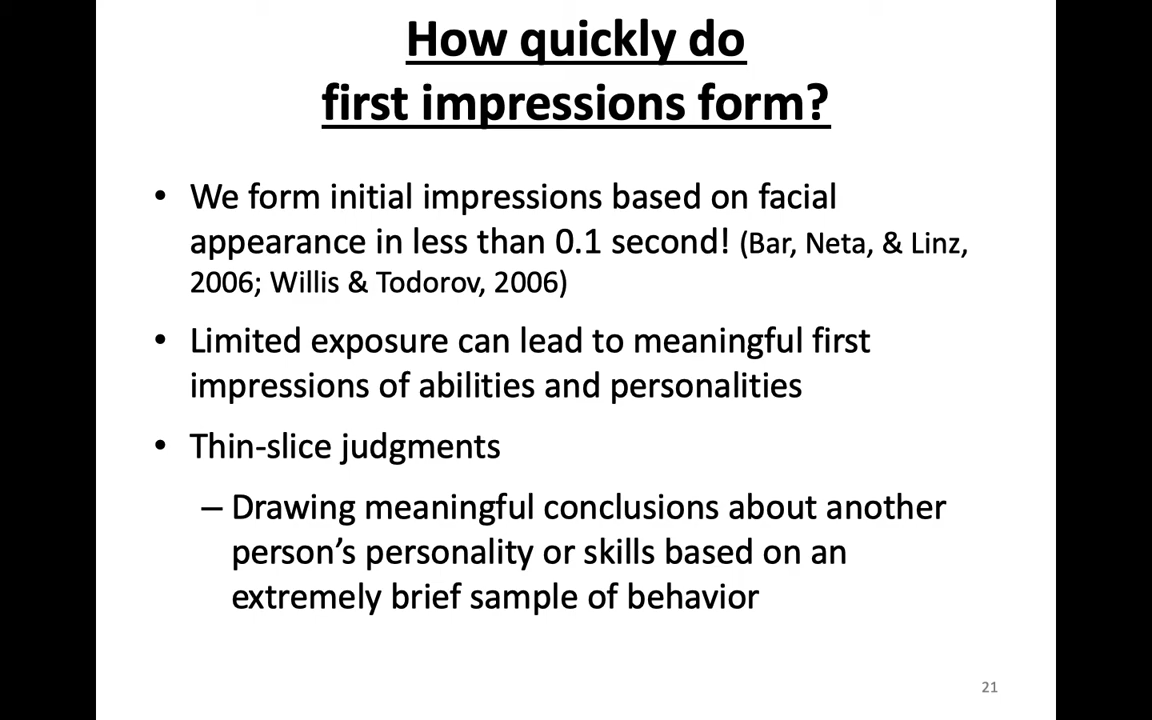 How quickly do
first impressions form?
• We form initial impressions based on facial
appearance in less than 0.1 second! (Bar, Neta, & Linz,
2006; Willis & Todorov, 2006)
• Limited exposure can lead to meaningful first
impressions of abilities and personalities
• Thin-slice judgments
– Drawing meaningful conclusions about another
person’s personality or skills based on an
extremely brief sample of behavior
21